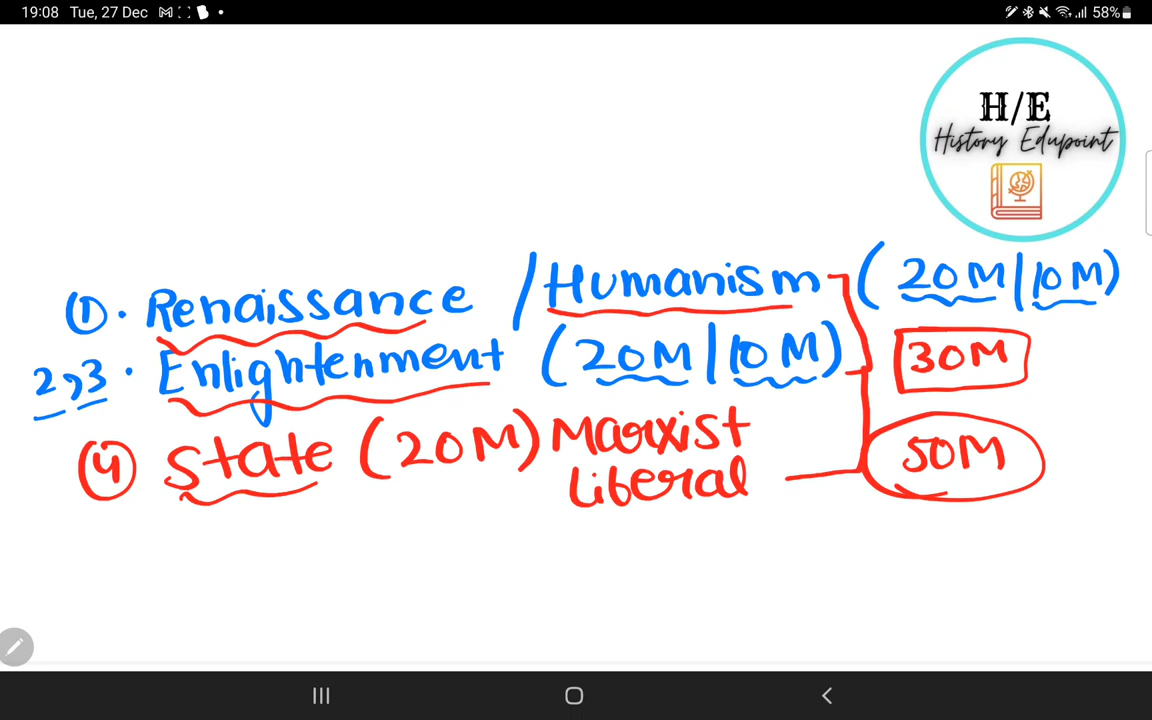 19:08 Tue, 27 Dec 58%
H/E
History Edupoint
①. Renaissance / Humanism (20M|10M)
2,3. Enlightenment (20M|10M) 30M
④ State (20M) Marxist 50M
Liberal